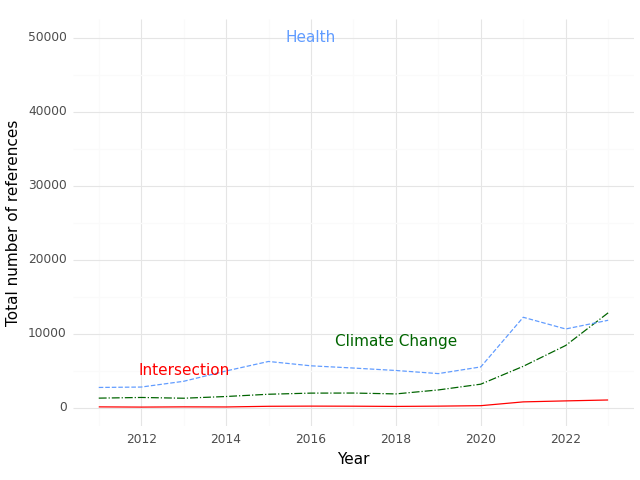 50000
40000
30000
20000
10000
0
Total number of references
Health
Climate Change
Intersection
2012
2014
2016
2018
2020
2022
Year